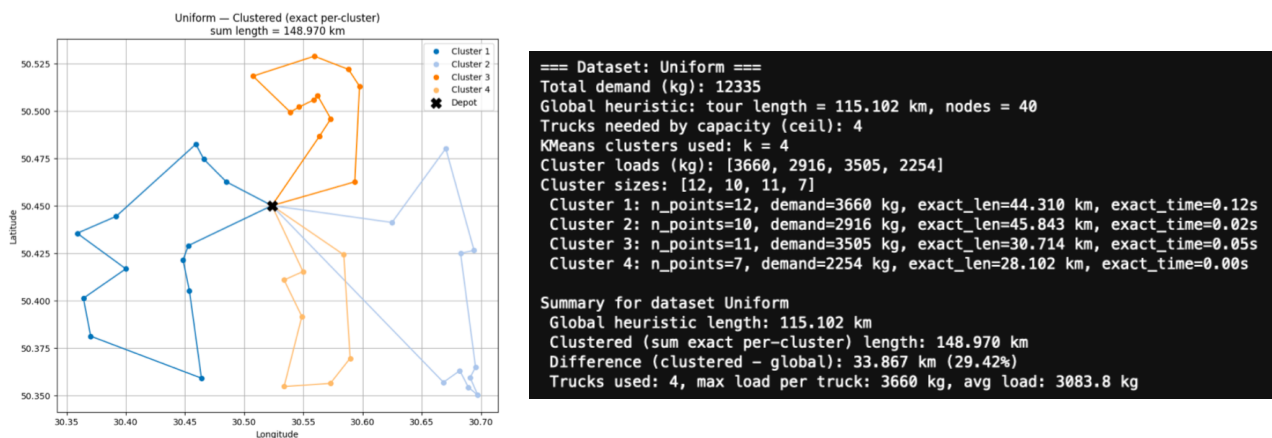 Uniform — Clustered (exact per-cluster)
sum length = 148.970 km
Cluster 1
Cluster 2
Cluster 3
Cluster 4
Depot
Latitude
50.525
50.500
50.475
50.450
50.425
50.400
50.375
50.350
30.35
30.40
30.45
30.50
30.55
30.60
30.65
30.70
Longitude
=== Dataset: Uniform ===
Total demand (kg): 12335
Global heuristic: tour length = 115.102 km, nodes = 40
Trucks needed by capacity (ceil): 4
KMeans clusters used: k = 4
Cluster loads (kg): [3660, 2916, 3505, 2254]
Cluster sizes: [12, 10, 11, 7]
Cluster 1: n_points=12, demand=3660 kg, exact_len=44.310 km, exact_time=0.12s
Cluster 2: n_points=10, demand=2916 kg, exact_len=45.843 km, exact_time=0.02s
Cluster 3: n_points=11, demand=3505 kg, exact_len=30.714 km, exact_time=0.05s
Cluster 4: n_points=7, demand=2254 kg, exact_len=28.102 km, exact_time=0.00s
Summary for dataset Uniform
Global heuristic length: 115.102 km
Clustered (sum exact per-cluster) length: 148.970 km
Difference (clustered – global): 33.867 km (29.42%)
Trucks used: 4, max load per truck: 3660 kg, avg load: 3083.8 kg